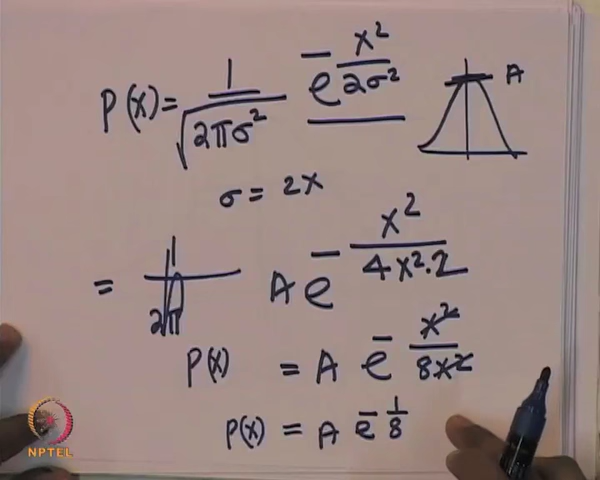 P(x) = 1/√(2πσ²) e^(-x²/2σ²) A
σ = 2x
= 1/2π A e^(-x²/4x²·2)
P(x) = A e^(-x²/8x²)
P(x) = A e^(-1/8)
NPTEL